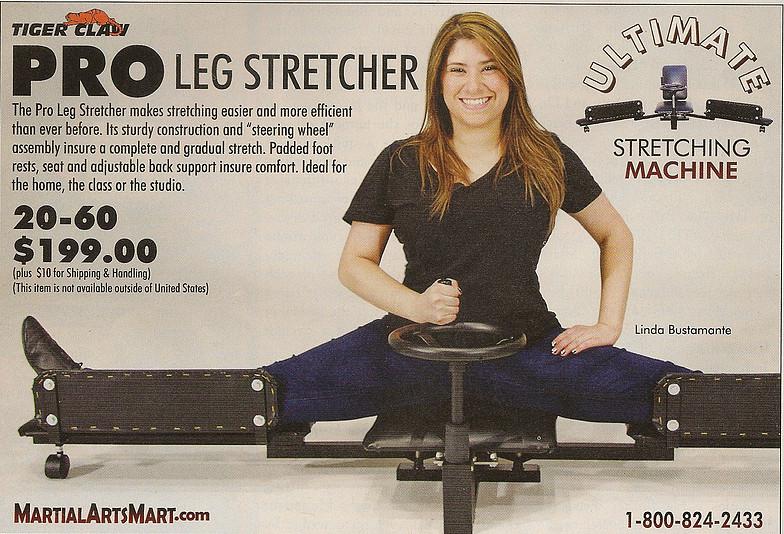 TIGER CLAW
PRO LEG STRETCHER
The Pro Leg Stretcher makes stretching easier and more efficient
than ever before. Its sturdy construction and "steering wheel"
assembly insure a complete and gradual stretch. Padded foot
rests, seat and adjustable back support insure comfort. Ideal for
the home, the class or the studio.
20-60
$199.00
(plus $10 for Shipping & Handling)
(This item is not available outside of United States)
ULTIMATE
STRETCHING
MACHINE
Linda Bustamante
MARTIALARTSMART.com
1-800-824-2433